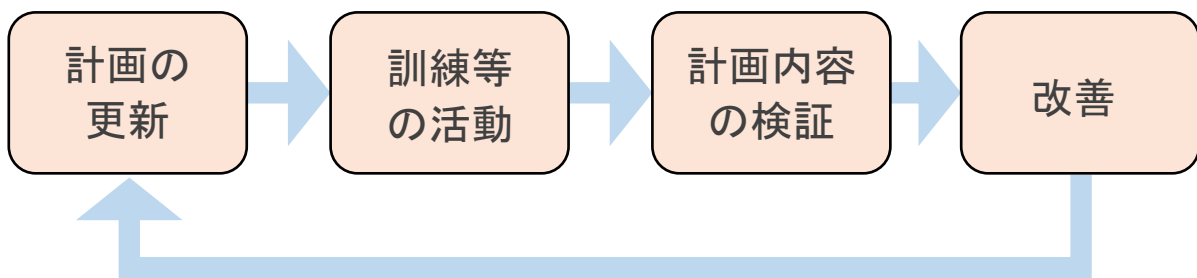 計画の
更新
訓練等
の活動
計画内容
の検証
改善